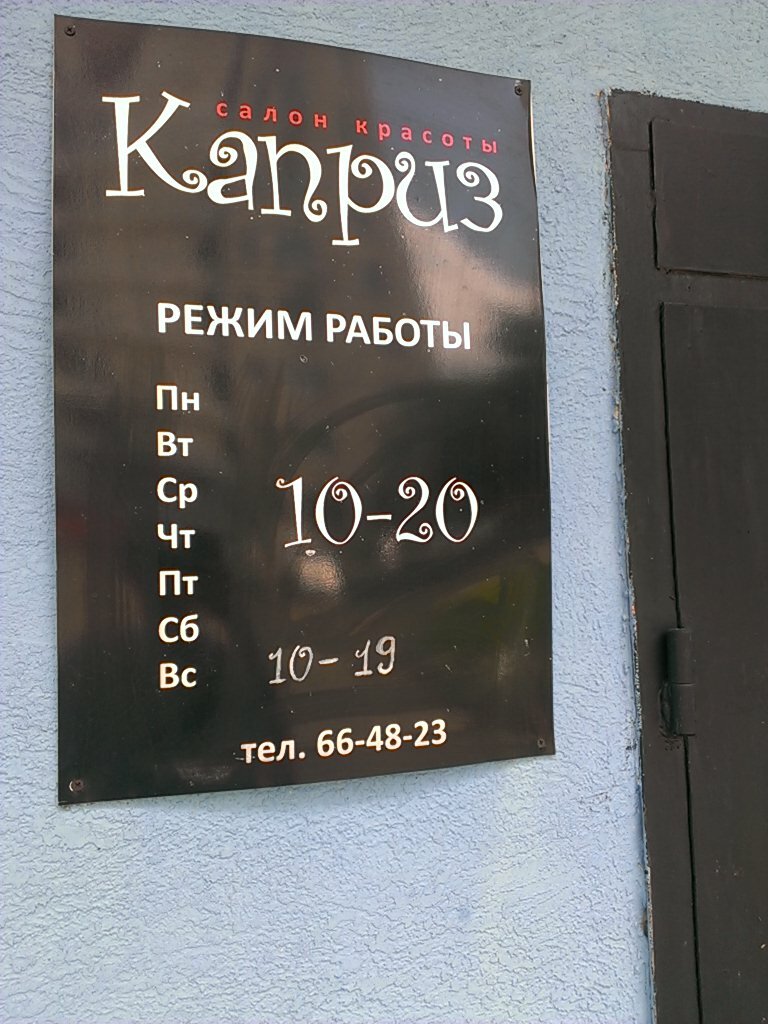 салон красоты
Каприз
РЕЖИМ РАБОТЫ
Пн
Вт
Ср
10-20
Чт
Пт
Сб
Вс 10-19
тел. 66-48-23